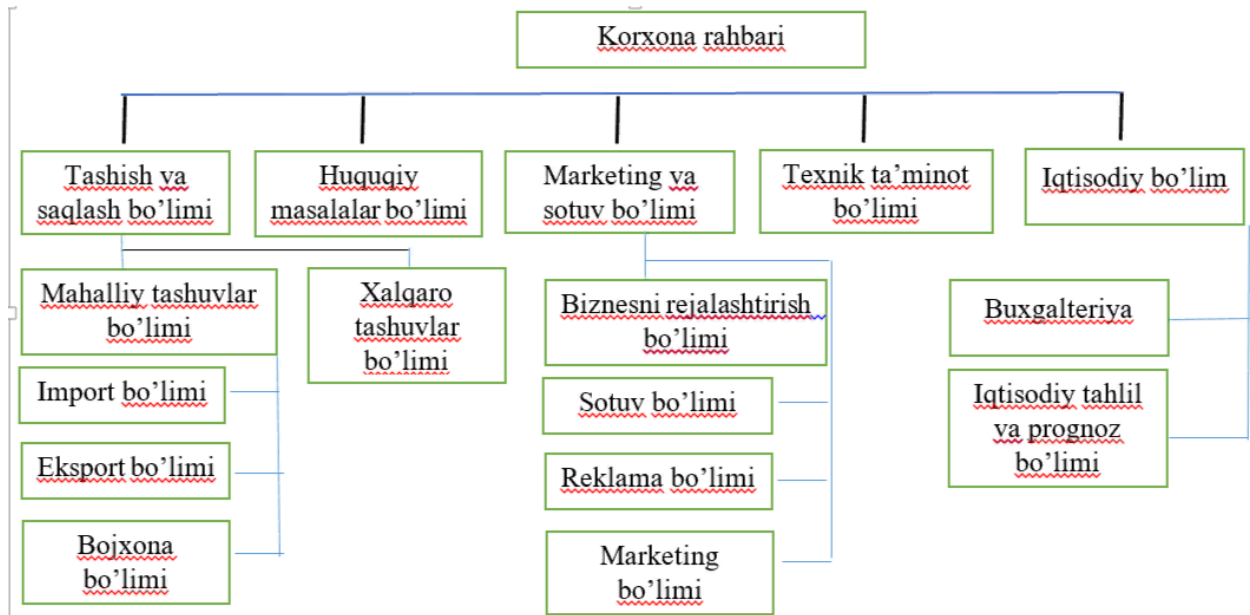 Korxona rahbari
Tashish va
saqlash bo’limi
Huquqiy
masalalar bo’limi
Marketing va
sotuv bo’limi
Texnik ta’minot
bo’limi
Iqtisodiy bo’lim
Mahalliy tashuvlar
bo’limi
Xalqaro
tashuvlar
bo’limi
Biznesni rejalashtirish
bo’limi
Buxgalteriya
Import bo’limi
Sotuv bo’limi
Iqtisodiy tahlil
va prognoz
bo’limi
Eksport bo’limi
Reklama bo’limi
Bojxona
bo’limi
Marketing
bo’limi